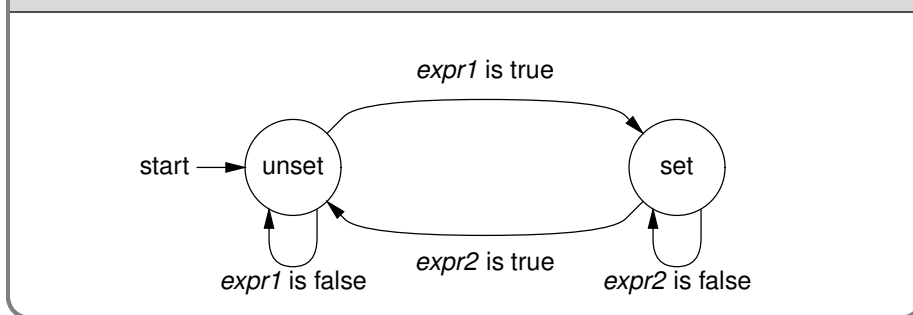 expr1 is true
start
unset
set
expr2 is true
expr1 is false
expr2 is false